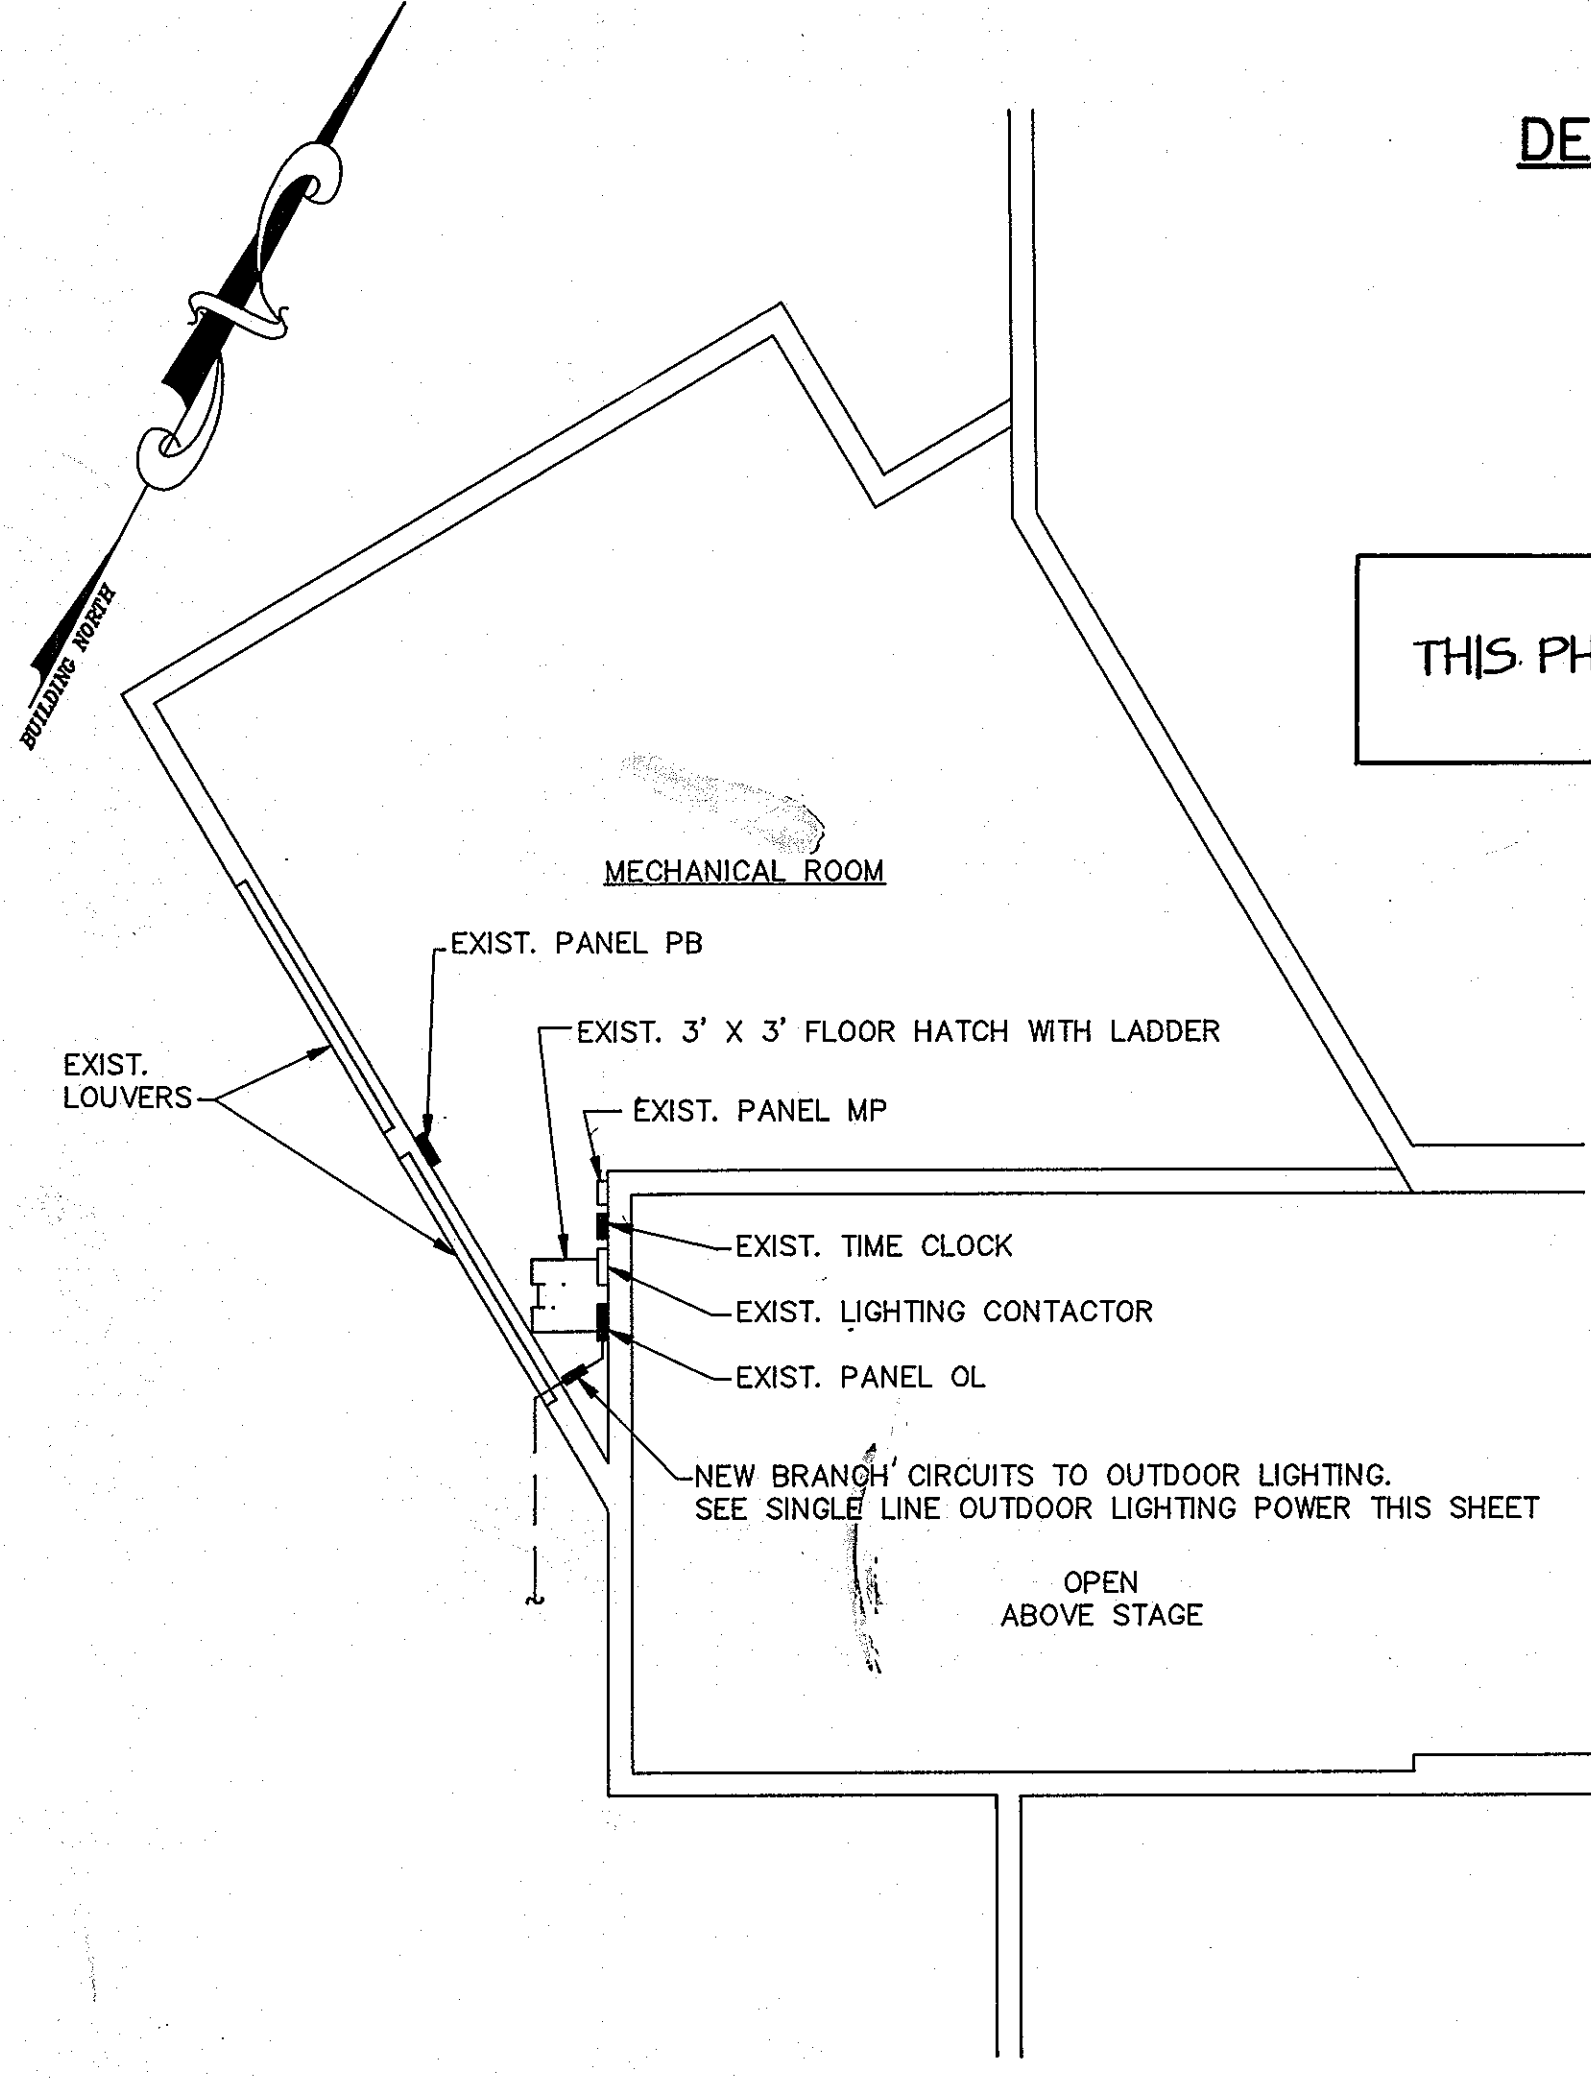 DE
BUILDING NORTH
THIS PH
MECHANICAL ROOM
EXIST. PANEL PB
EXIST. 3' X 3' FLOOR HATCH WITH LADDER
EXIST.
LOUVERS
EXIST. PANEL MP
EXIST. TIME CLOCK
EXIST. LIGHTING CONTACTOR
EXIST. PANEL OL
NEW BRANCH CIRCUITS TO OUTDOOR LIGHTING.
SEE SINGLE LINE OUTDOOR LIGHTING POWER THIS SHEET
OPEN
ABOVE STAGE